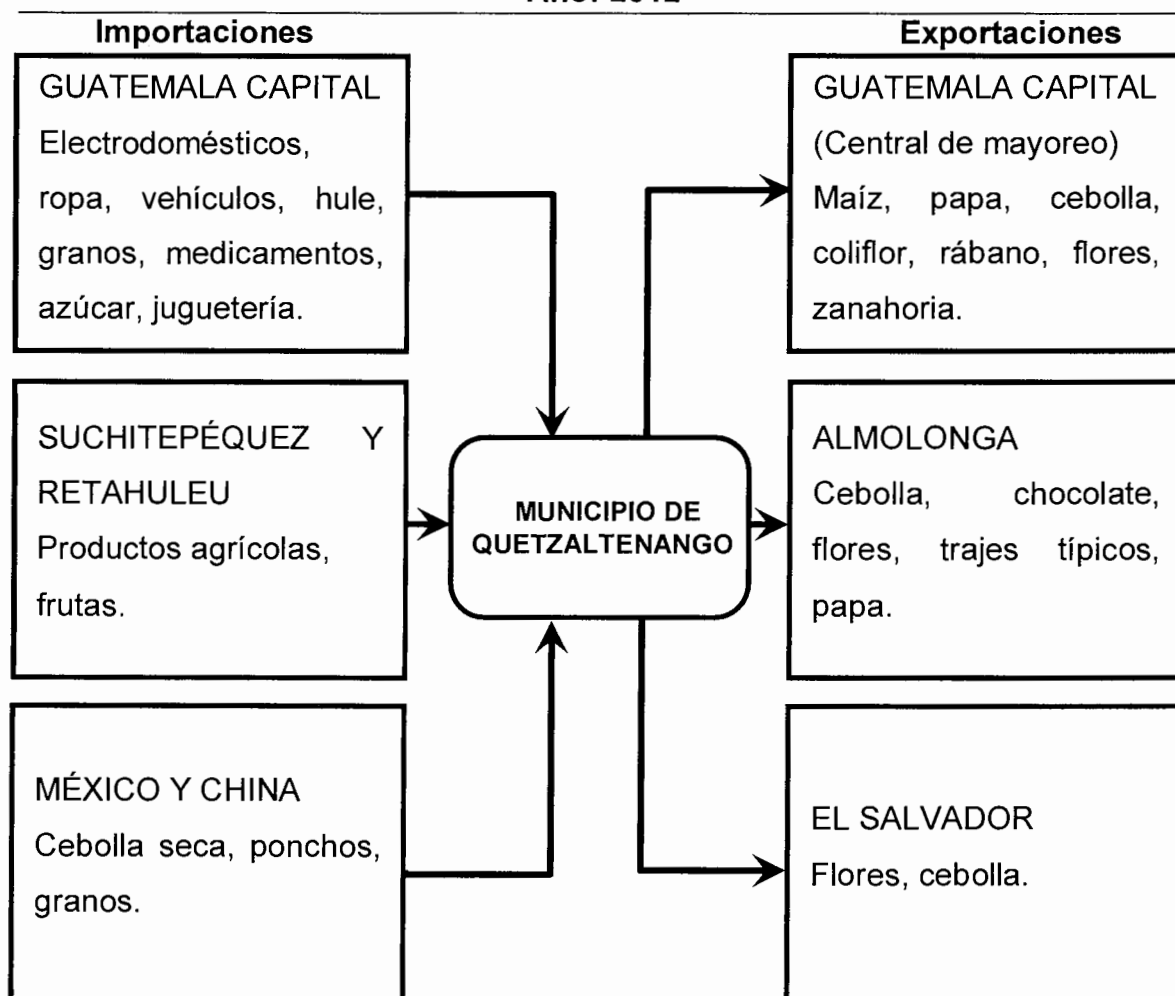 Importaciones
GUATEMALA CAPITAL
Electrodomésticos,
ropa, vehículos, hule,
granos, medicamentos,
azúcar, juguetería.
SUCHITEPÉQUEZ Y
RETAHULEU
Productos agrícolas,
frutas.
MÉXICO Y CHINA
Cebolla seca, ponchos,
granos.
MUNICIPIO DE
QUETZALTENANGO
Exportaciones
GUATEMALA CAPITAL
(Central de mayoreo)
Maíz, papa, cebolla,
coliflor, rábano, flores,
zanahoria.
ALMOLONGA
Cebolla, chocolate,
flores, trajes típicos,
papa.
EL SALVADOR
Flores, cebolla.